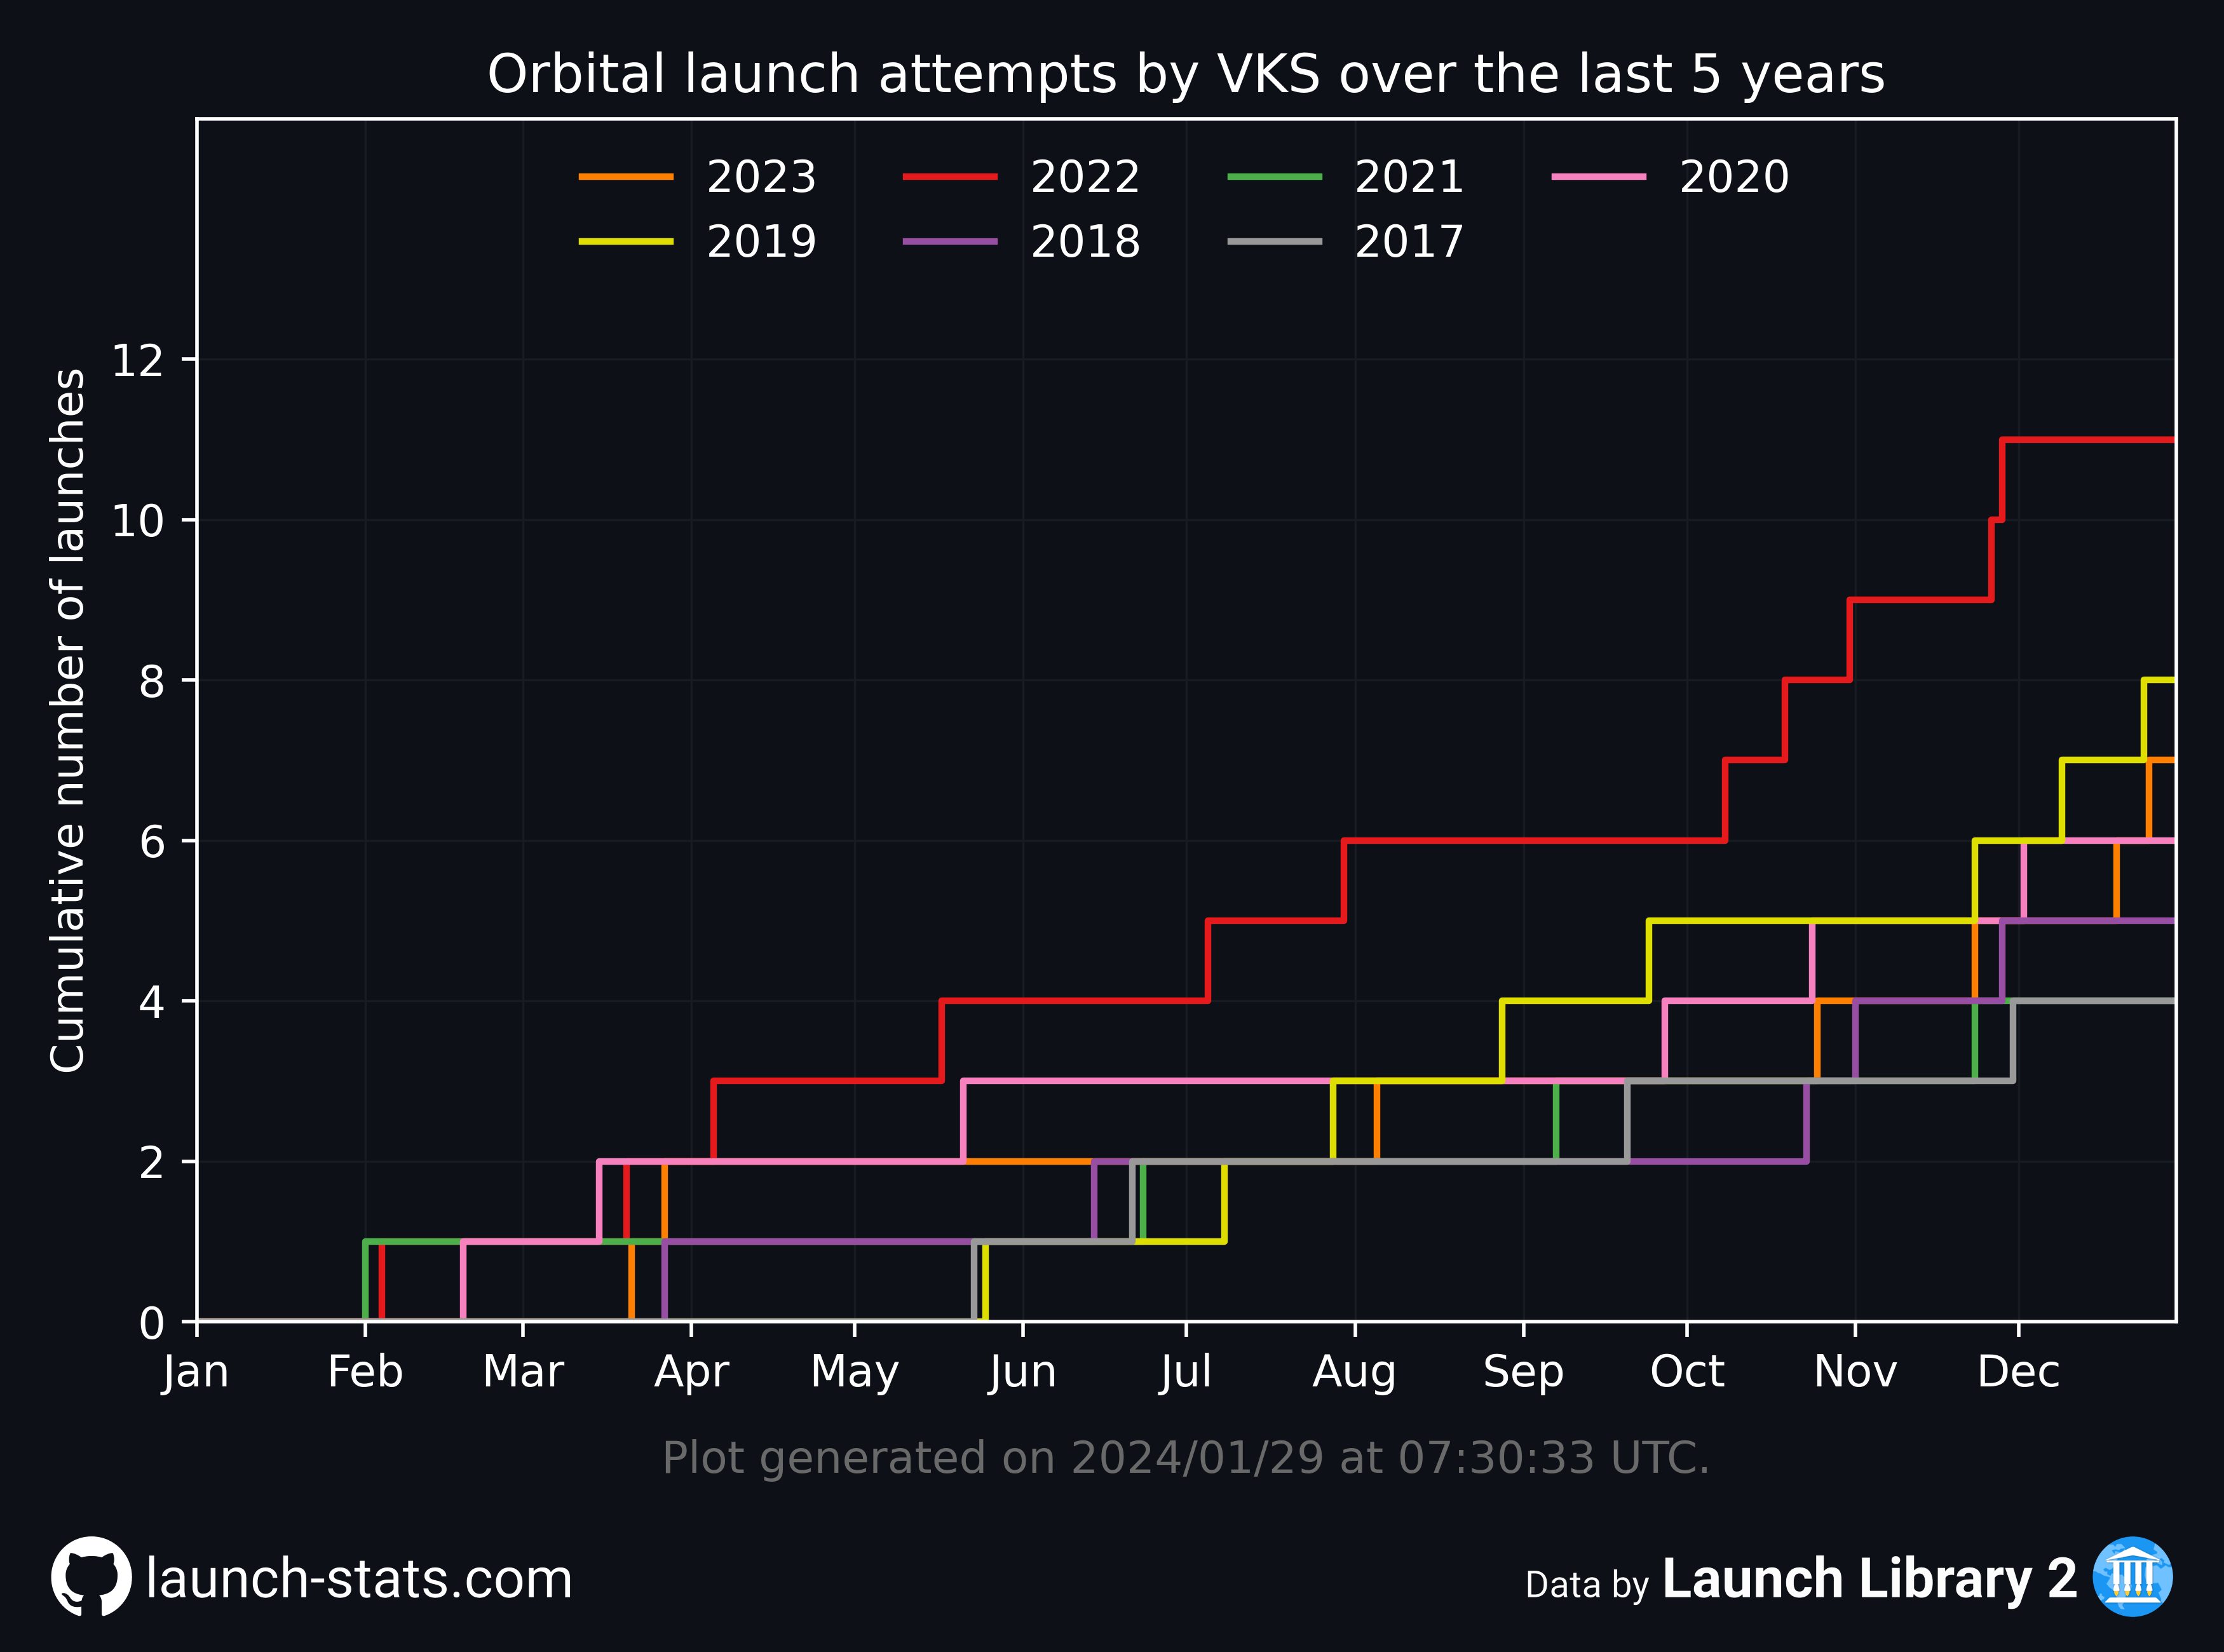 Orbital launch attempts by VKS over the last 5 years
2023 2022 2021 2020
2019 2018 2017
Cumulative number of launches
12
10
8
6
4
2
0
Jan Feb Mar Apr May Jun Jul Aug Sep Oct Nov Dec
Plot generated on 2024/01/29 at 07:30:33 UTC.
launch-stats.com
Data by Launch Library 2